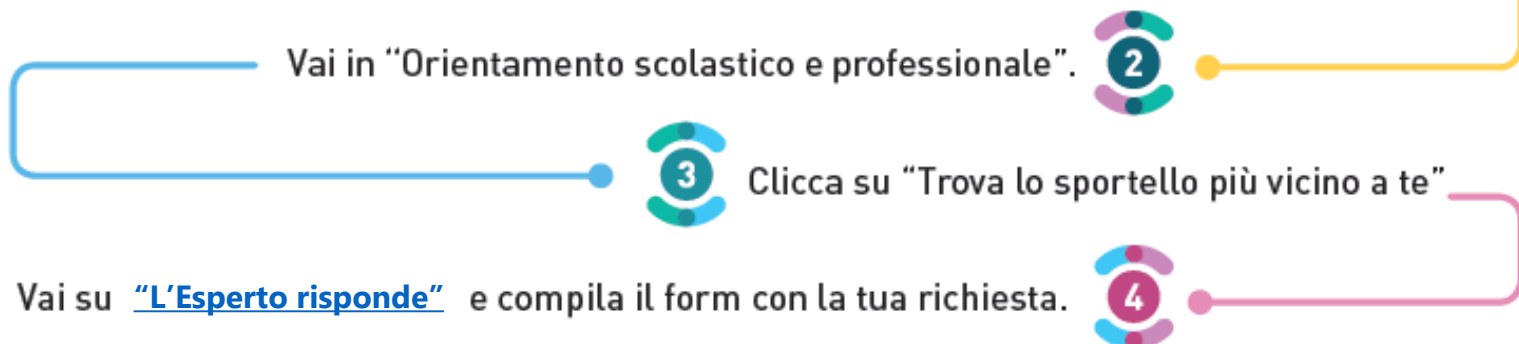 Vai in “Orientamento scolastico e professionale”. 2
3 Clicca su “Trova lo sportello più vicino a te”
Vai su “L’Esperto risponde” e compila il form con la tua richiesta. 4